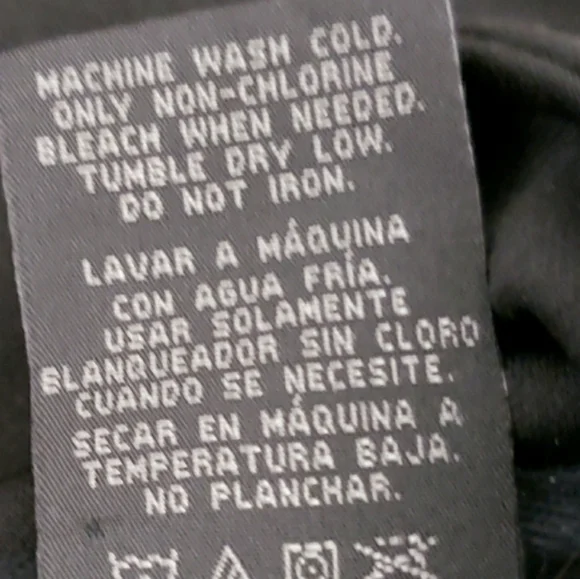 MACHINE WASH COLD.
ONLY NON-CHLORINE
BLEACH WHEN NEEDED.
TUMBLE DRY LOW.
DO NOT IRON.
LAVAR A MÁQUINA
CON AGUA FRÍA.
USAR SOLAMENTE
BLANQUEADOR SIN CLORO
CUANDO SE NECESITE.
SECAR EN MÁQUINA A
TEMPERATURA BAJA.
NO PLANCHAR.